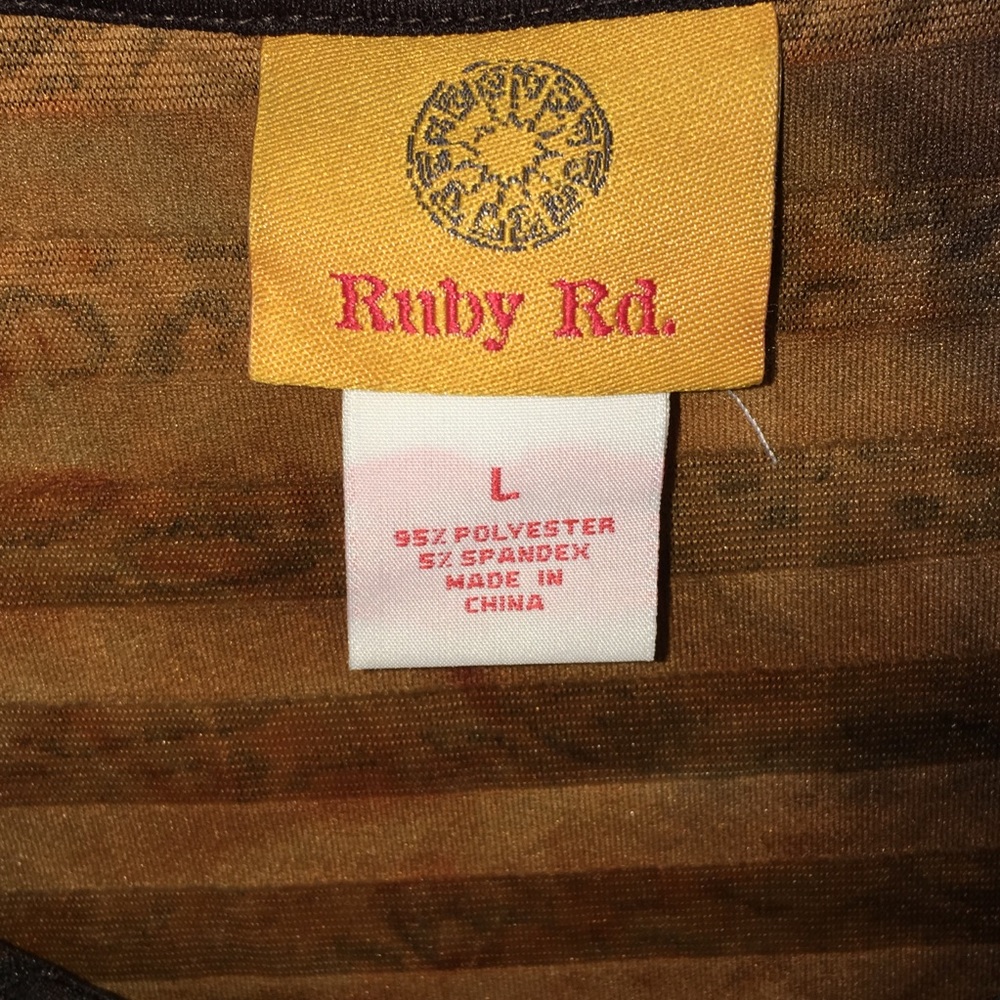 Ruby Rd.
L
95% POLYESTER
5% SPANDEX
MADE IN
CHINA